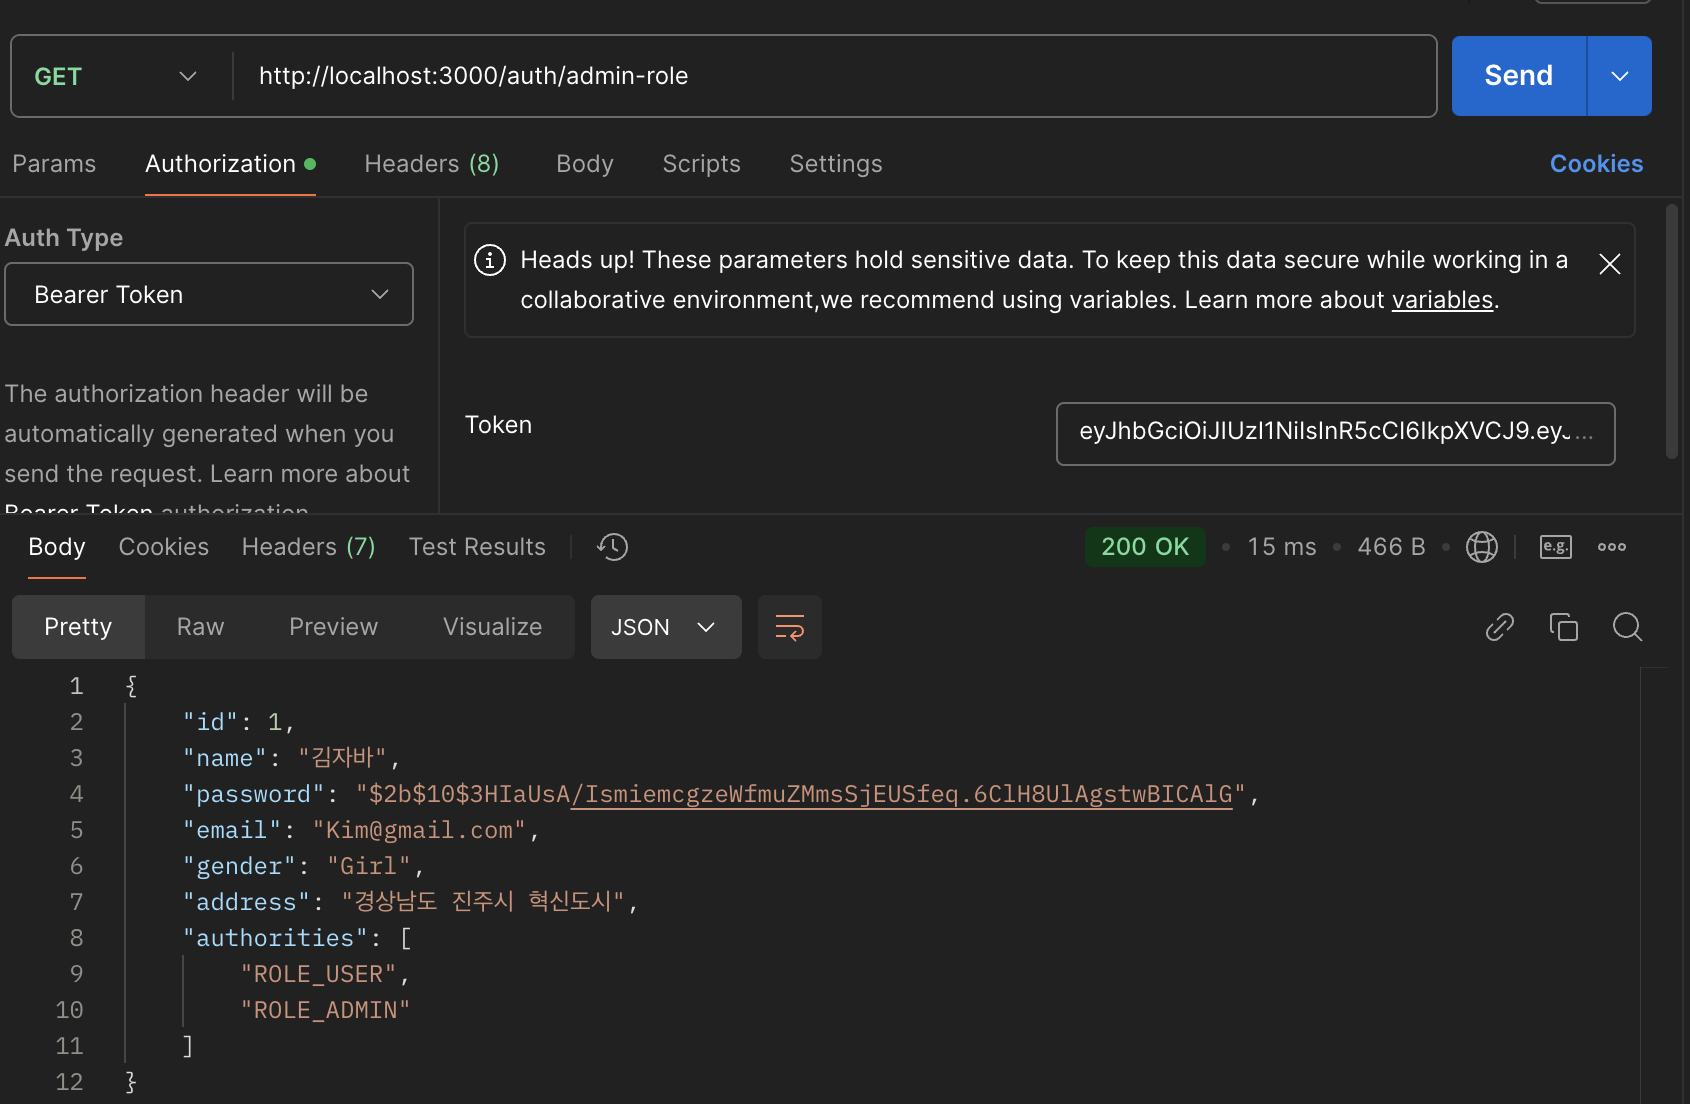 GET http://localhost:3000/auth/admin-role Send
Params Authorization Headers (8) Body Scripts Settings Cookies
Auth Type
Bearer Token
The authorization header will be
automatically generated when you
send the request. Learn more about
Bearer Token authorization
Heads up! These parameters hold sensitive data. To keep this data secure while working in a
collaborative environment,we recommend using variables. Learn more about variables.
Token
eyJhbGciOiJIUzI1NiIsInR5cCI6IkpXVCJ9.eyJ...
Body Cookies Headers (7) Test Results 200 OK 15 ms 466 B e.g.
Pretty Raw Preview Visualize JSON
1 {
2 "id": 1,
3 "name": "김자바",
4 "password": "$2b$10$3HIaUsA/IsmiemcgzeWfmuZMmsSjEUSfeq.6ClH8UlAgstwBICAlG",
5 "email": "Kim@gmail.com",
6 "gender": "Girl",
7 "address": "경상남도 진주시 혁신도시",
8 "authorities": [
9 "ROLE_USER",
10 "ROLE_ADMIN"
11 ]
12 }